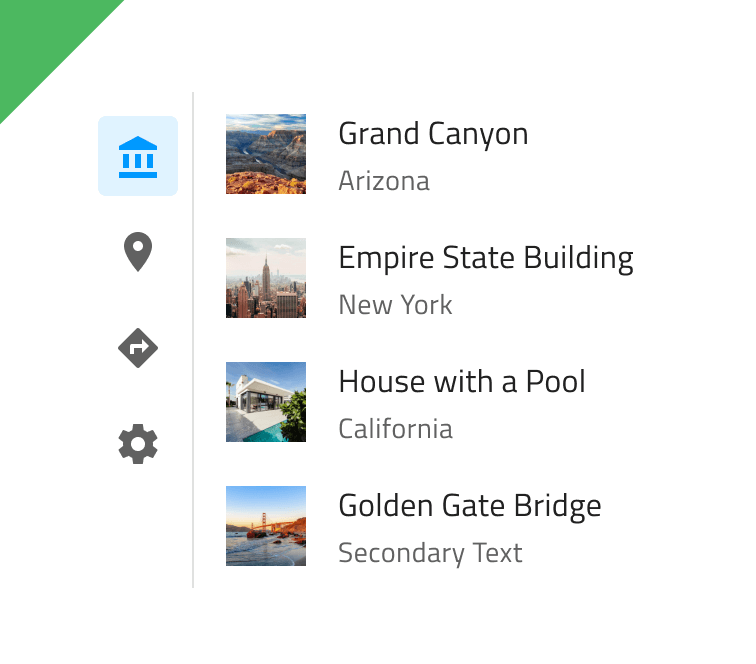 Grand Canyon
Arizona
Empire State Building
New York
House with a Pool
California
Golden Gate Bridge
Secondary Text